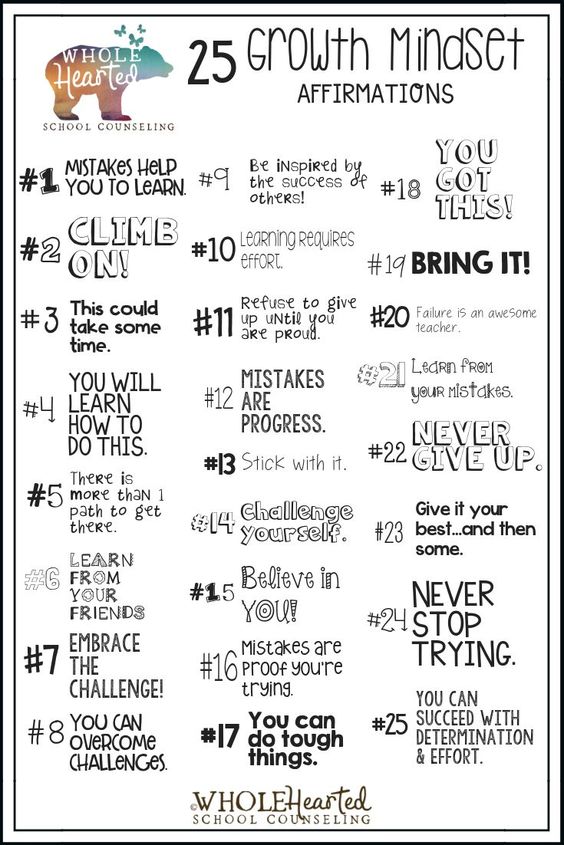 WHOLE
Hearted
SCHOOL COUNSELING
25 Growth Mindset
AFFIRMATIONS
#1 MISTAKES HELP
YOU TO LEARN.
#2 CLIMB
ON!
#3 This could
take some
time.
#4 YOU WILL
LEARN
HOW TO
DO THIS.
#5 There is
more than 1
path to get
there.
#6 LEARN
FROM
YOUR
FRIENDS
#7 EMBRACE
THE
CHALLENGE!
#8 YOU CAN
OVERCOME
CHALLENGES.
#9 Be inspired by
the success of
others!
#10 Learning requires
effort.
#11 Refuse to give
up until you
are proud.
#12 MISTAKES
ARE
PROGRESS.
#13 Stick with it.
#14 Challenge
yourself.
#15 Believe in
YOU!
#16 Mistakes are
proof you're
trying.
#17 You can
do tough
things.
#18 YOU
GOT
THIS!
#19 BRING IT!
#20 Failure is an awesome
teacher.
#21 Learn from
your mistakes.
#22 NEVER
GIVE UP.
#23 Give it your
best...and then
some.
#24 NEVER
STOP
TRYING.
#25 YOU CAN
SUCCEED WITH
DETERMINATION
& EFFORT.
©WHOLEHearted
SCHOOL COUNSELING